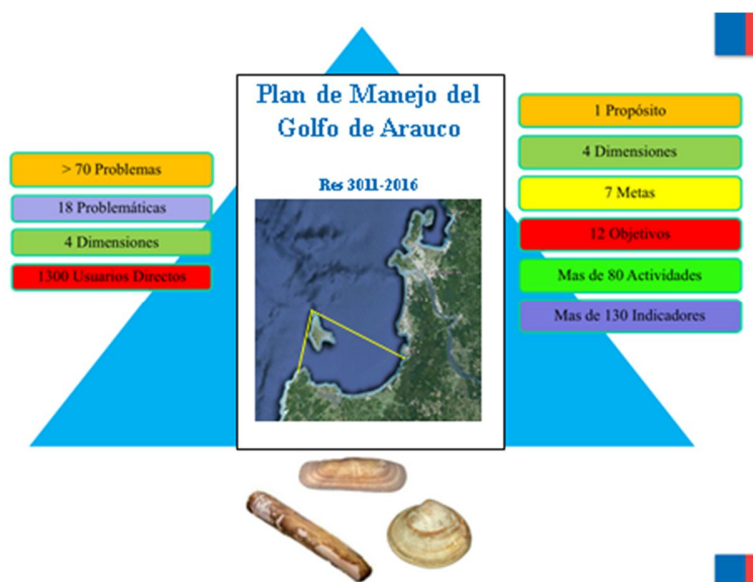 Plan de Manejo del
Golfo de Arauco
Res 3011-2016
> 70 Problemas
18 Problemáticas
4 Dimensiones
1300 Usuarios Directos
1 Propósito
4 Dimensiones
7 Metas
12 Objetivos
Mas de 80 Actividades
Mas de 130 Indicadores